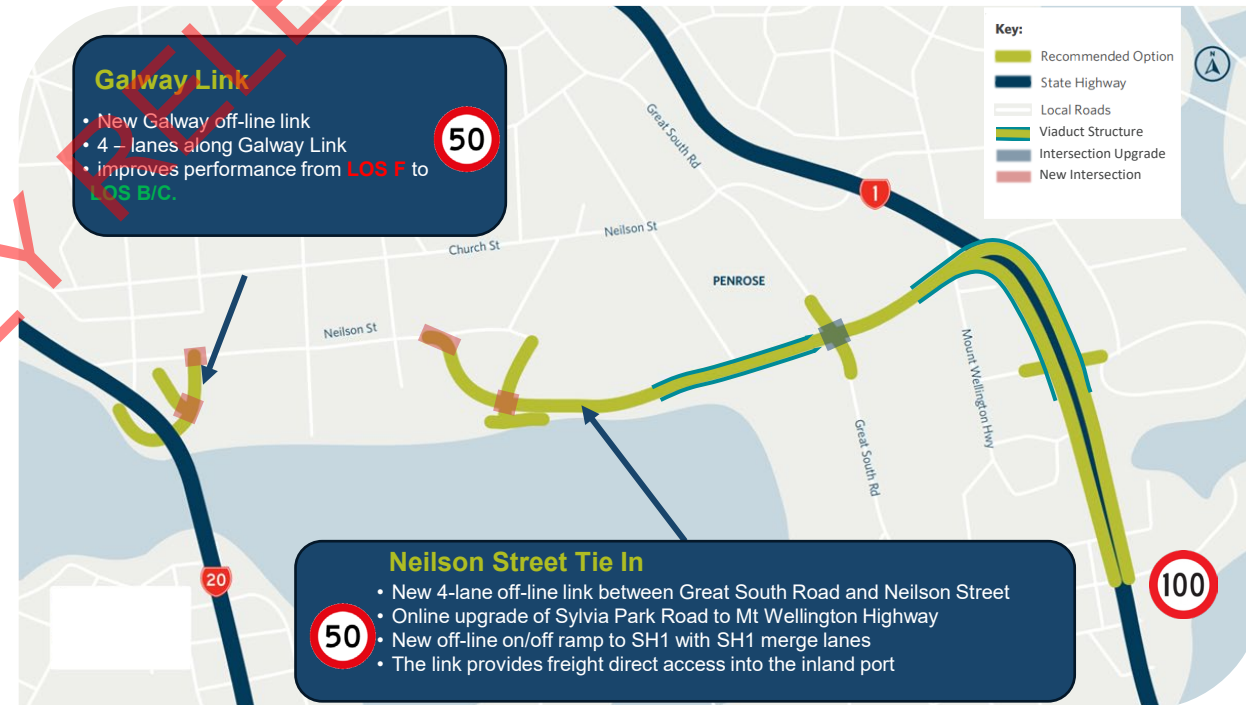 Key:
Recommended Option
State Highway
Local Roads
Viaduct Structure
Intersection Upgrade
New Intersection
N
Galway Link
• New Galway off-line link
• 4 – lanes along Galway Link
• improves performance from LOS F to
LOS B/C.
50
Great South Rd
1
Church St
Neilson St
PENROSE
Neilson St
Mount Wellington Hwy
Great South Rd
20
100
Neilson Street Tie In
• New 4-lane off-line link between Great South Road and Neilson Street
• Online upgrade of Sylvia Park Road to Mt Wellington Highway
• New off-line on/off ramp to SH1 with SH1 merge lanes
• The link provides freight direct access into the inland port
50
Y RELE